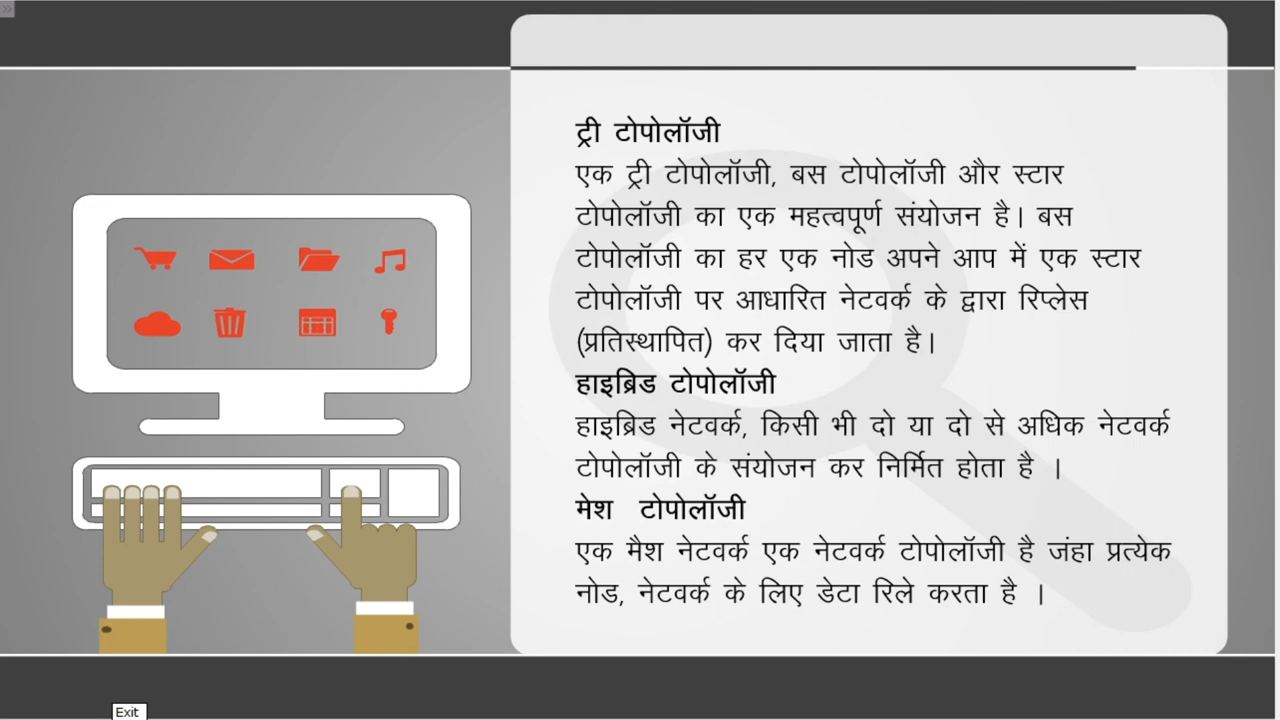 ट्री टोपोलॉजी
एक ट्री टोपोलॉजी, बस टोपोलॉजी और स्टार
टोपोलॉजी का एक महत्वपूर्ण संयोजन है। बस
टोपोलॉजी का हर एक नोड अपने आप में एक स्टार
टोपोलॉजी पर आधारित नेटवर्क के द्वारा रिप्लेस
(प्रतिस्थापित) कर दिया जाता है।
हाइब्रिड टोपोलॉजी
हाइब्रिड नेटवर्क, किसी भी दो या दो से अधिक नेटवर्क
टोपोलॉजी के संयोजन कर निर्मित होता है ।
मेश टोपोलॉजी
एक मैश नेटवर्क एक नेटवर्क टोपोलॉजी है जंहा प्रत्येक
नोड, नेटवर्क के लिए डेटा रिले करता है ।
Exit